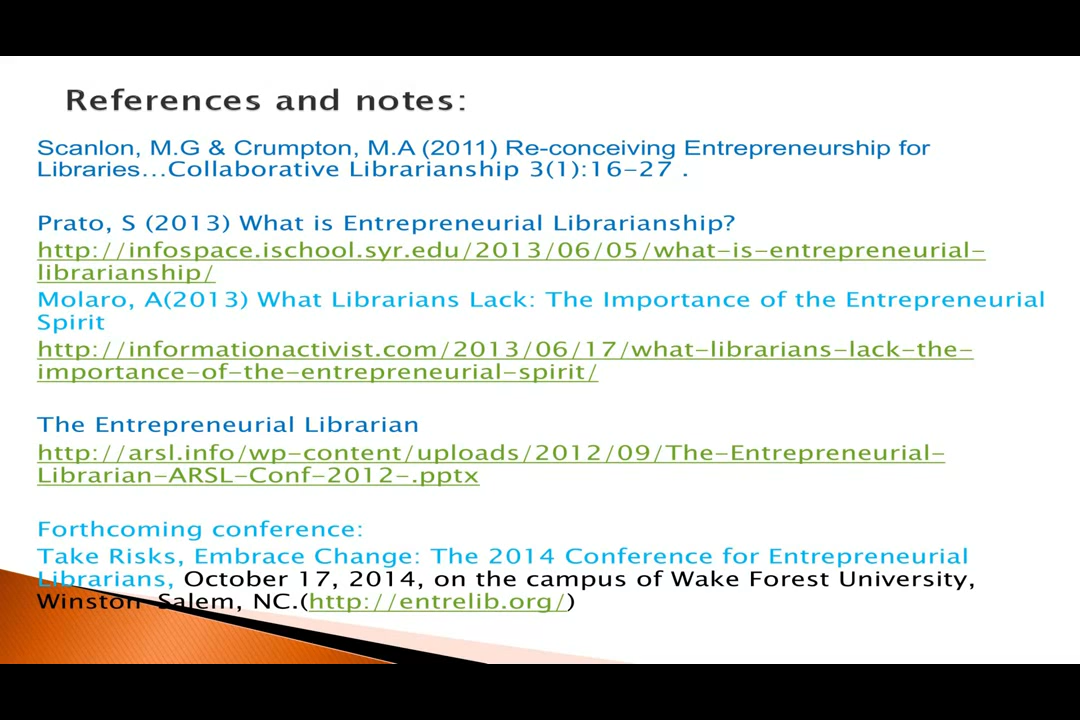 References and notes:
Scanlon, M.G & Crumpton, M.A (2011) Re-conceiving Entrepreneurship for
Libraries…Collaborative Librarianship 3(1):16-27 .
Prato, S (2013) What is Entrepreneurial Librarianship?
http://infospace.ischool.syr.edu/2013/06/05/what-is-entrepreneurial-
librarianship/
Molaro, A(2013) What Librarians Lack: The Importance of the Entrepreneurial
Spirit
http://informationactivist.com/2013/06/17/what-librarians-lack-the-
importance-of-the-entrepreneurial-spirit/
The Entrepreneurial Librarian
http://arsl.info/wp-content/uploads/2012/09/The-Entrepreneurial-
Librarian-ARSL-Conf-2012-.pptx
Forthcoming conference:
Take Risks, Embrace Change: The 2014 Conference for Entrepreneurial
Librarians, October 17, 2014, on the campus of Wake Forest University,
Winston-Salem, NC.(http://entrelib.org/)